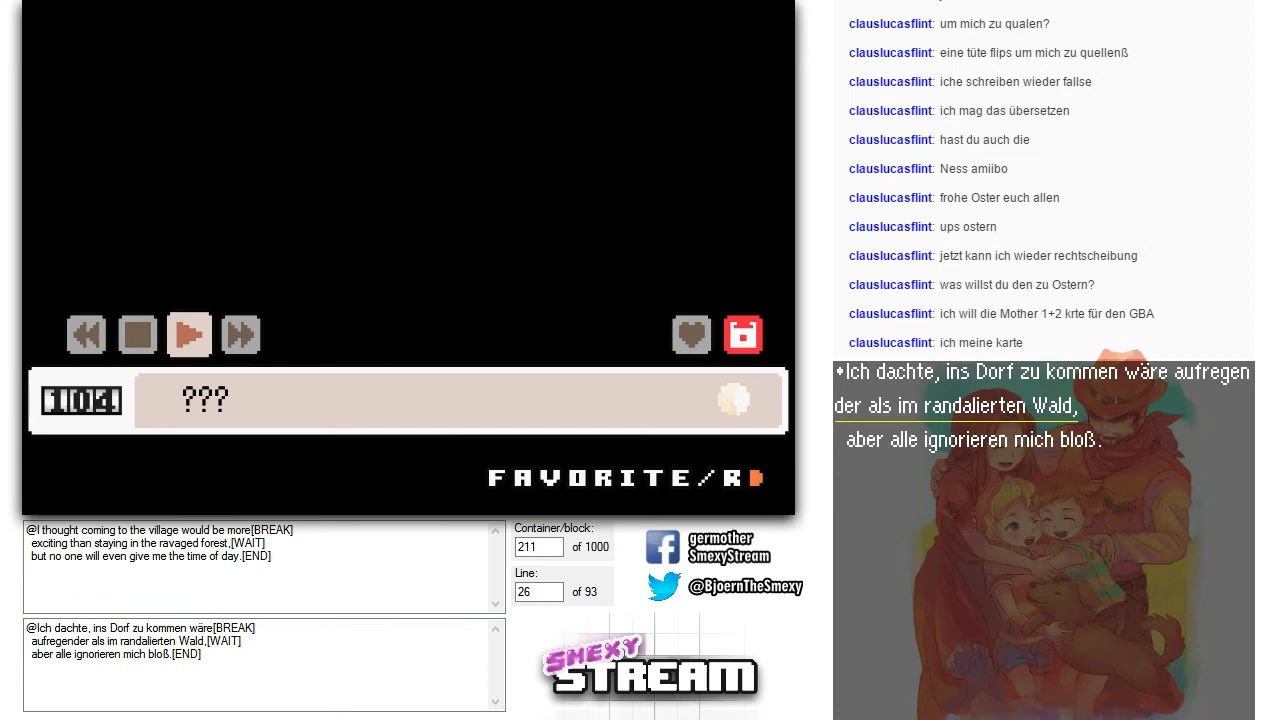 clauslucasflint: um mich zu qualen?
clauslucasflint: eine tüte flips um mich zu quellenß
clauslucasflint: iche schreiben wieder fallse
clauslucasflint: ich mag das übersetzen
clauslucasflint: hast du auch die
clauslucasflint: Ness amiibo
clauslucasflint: frohe Oster euch allen
clauslucasflint: ups ostern
clauslucasflint: jetzt kann ich wieder rechtscheibung
clauslucasflint: was willst du den zu Ostern?
clauslucasflint: ich will die Mother 1+2 krte für den GBA
clauslucasflint: ich meine karte
104 ???
FAVORITE/R
•Ich dachte, ins Dorf zu kommen wäre aufregen
der als im randalierten Wald,
aber alle ignorieren mich bloß.
@I thought coming to the village would be more[BREAK]
exciting than staying in the ravaged forest,[WAIT]
but no one will even give me the time of day.[END]
Container/block:
211 of 1000
Line:
26 of 93
@Ich dachte, ins Dorf zu kommen wäre[BREAK]
aufregender als im randalierten Wald,[WAIT]
aber alle ignorieren mich bloß.[END]
germother
SmexyStream
@BjoernTheSmexy
SMEXY
STREAM